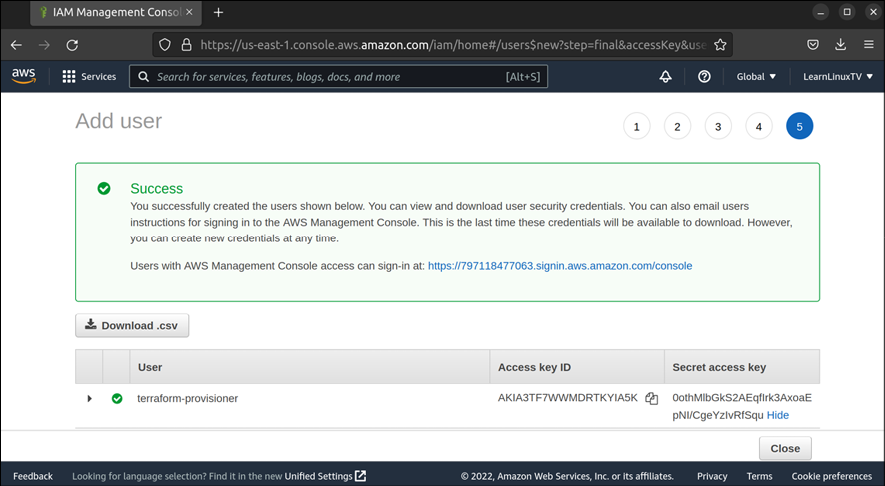 IAM Management Consol
https://us-east-1.console.aws.amazon.com/iam/home#/users$new?step=final&accessKey&use
aws
Services
Search for services, features, blogs, docs, and more
[Alt+S]
Global
LearnLinuxTV
Add user
1 2 3 4 5
Success
You successfully created the users shown below. You can view and download user security credentials. You can also email users
instructions for signing in to the AWS Management Console. This is the last time these credentials will be available to download. However,
you can create new credentials at any time.
Users with AWS Management Console access can sign-in at: https://797118477063.signin.aws.amazon.com/console
Download .csv
User Access key ID Secret access key
terraform-provisioner AKIA3TF7WWMDRTKYIA5K 0othMlbGkS2AEqfIrk3AxoaE
pNI/CgeYzIvRfSqu Hide
Close
Feedback Looking for language selection? Find it in the new Unified Settings © 2022, Amazon Web Services, Inc. or its affiliates. Privacy Terms Cookie preferences